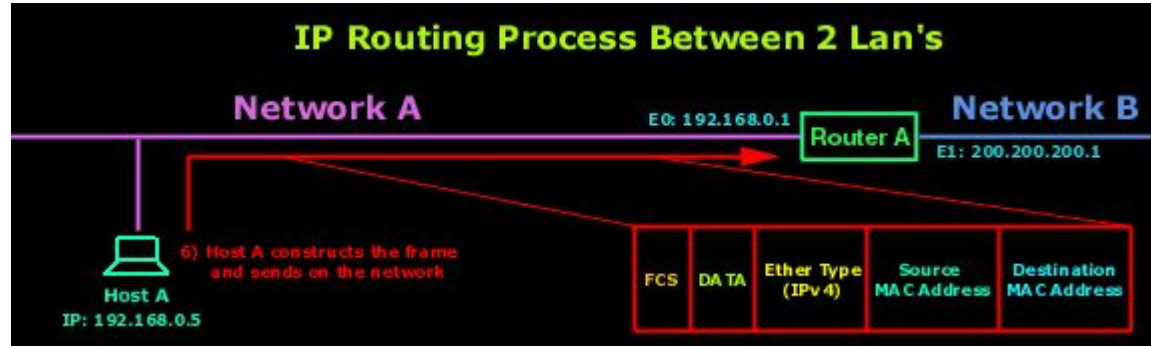 IP Routing Process Between 2 Lan's
Network A
Network B
E0: 192.168.0.1
Router A
E1: 200.200.200.1
6) Host A constructs the frame
and sends on the network
Host A
IP: 192.168.0.5
FCS
DATA
Ether Type
(IPv4)
Source
MAC Address
Destination
MAC Address